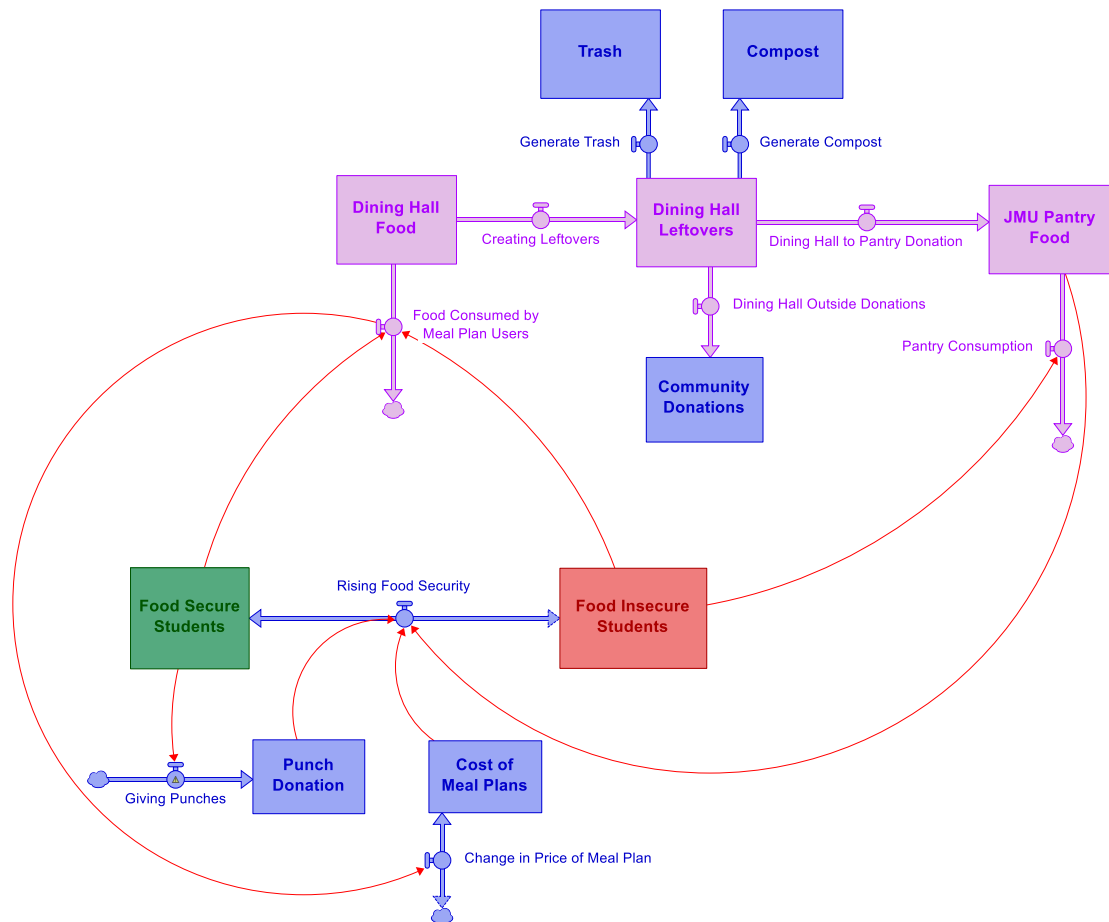 Trash
Compost
Generate Trash
Generate Compost
Dining Hall
Food
Creating Leftovers
Dining Hall
Leftovers
Dining Hall to Pantry Donation
JMU Pantry
Food
Food Consumed by
Meal Plan Users
Dining Hall Outside Donations
Pantry Consumption
Community
Donations
Rising Food Security
Food Secure
Students
Food Insecure
Students
Punch
Donation
Cost of
Meal Plans
Giving Punches
Change in Price of Meal Plan